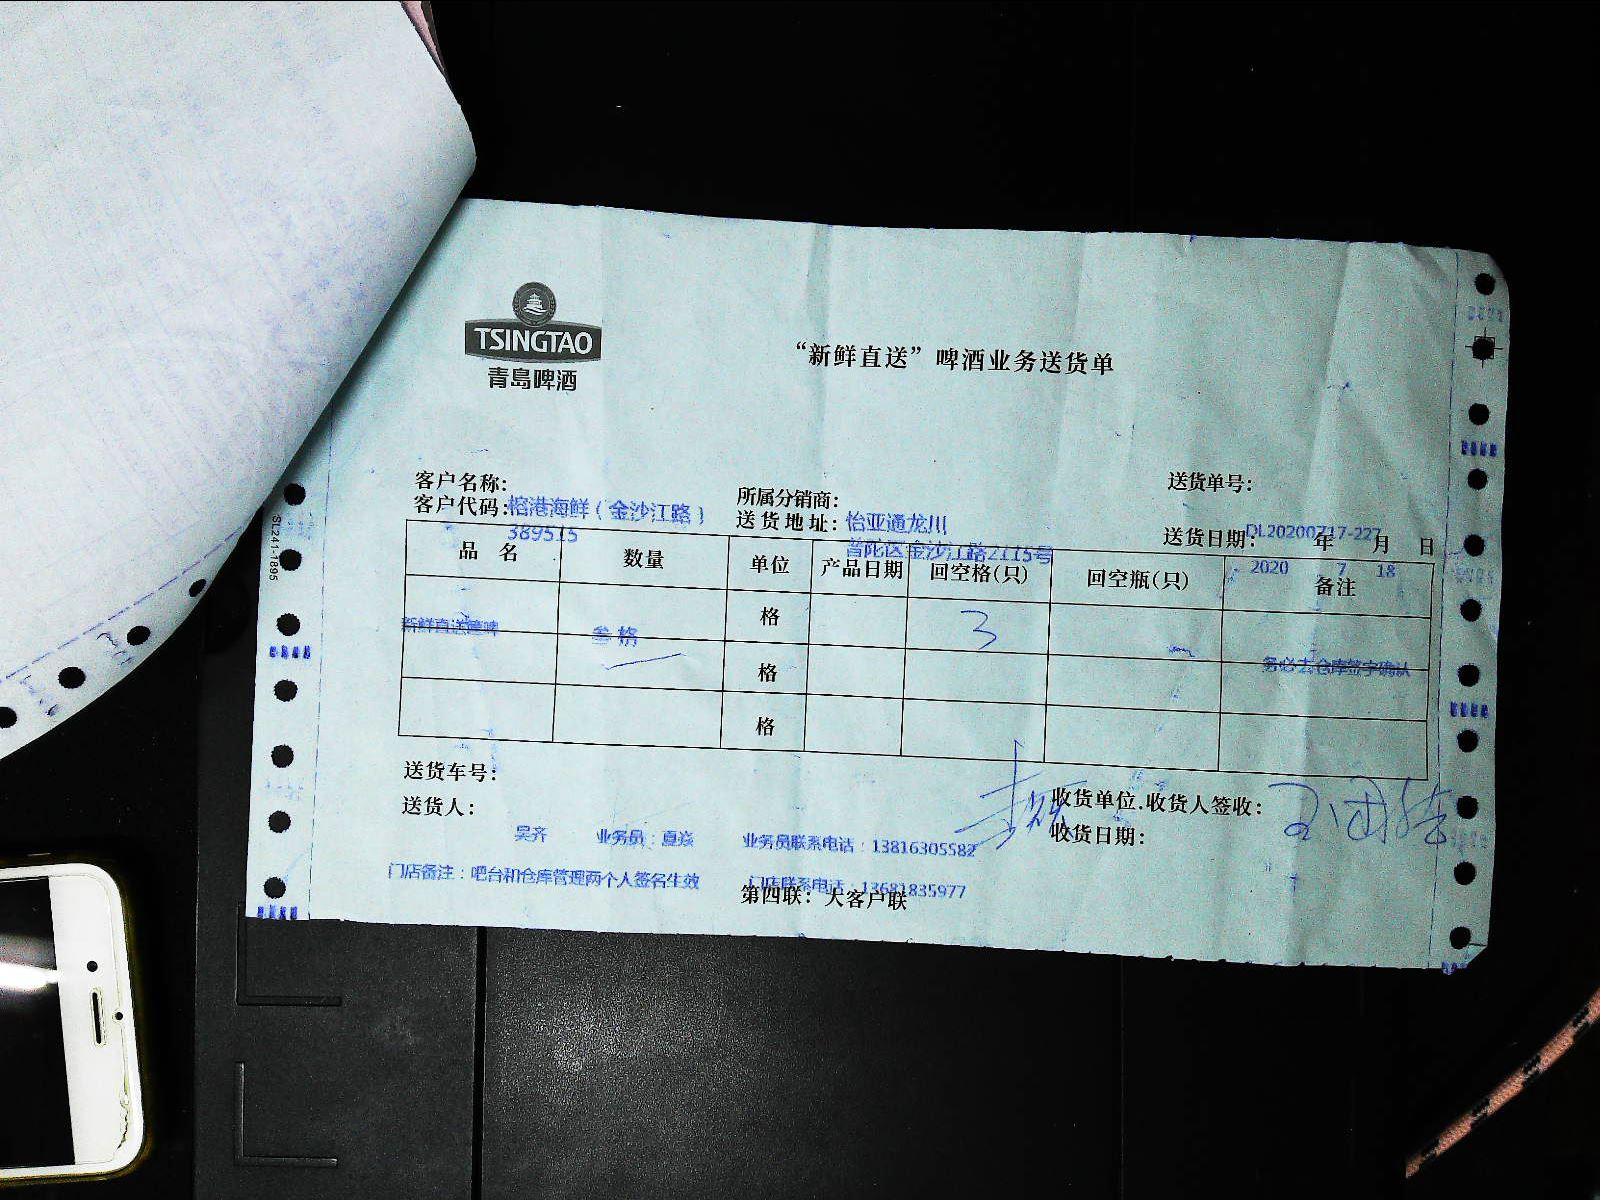 TSINGTAO
青岛啤酒
“新鲜直送”啤酒业务送货单
客户名称:
送货单号:
客户代码:榕港海鲜(金沙江路)
所属分销商:
389515
送货地址:怡亚通龙川
普陀区金沙江路2115号
送货日期: 年 月 日
DL20200717-227
2020 7 18
品 名 数量 单位 产品日期 回空格(只) 回空瓶(只) 备注
格 3
新鲜直送 叁格
格 务必去仓库签字确认
格
送货车号:
送货人:
收货单位.收货人签收:
收货日期:
吴齐 业务员:夏焱 业务员联系电话:13816305582
门店备注:吧台和仓库管理两个人签名生效 门店联系电话:13681835977
第四联:大客户联
SL241-1895